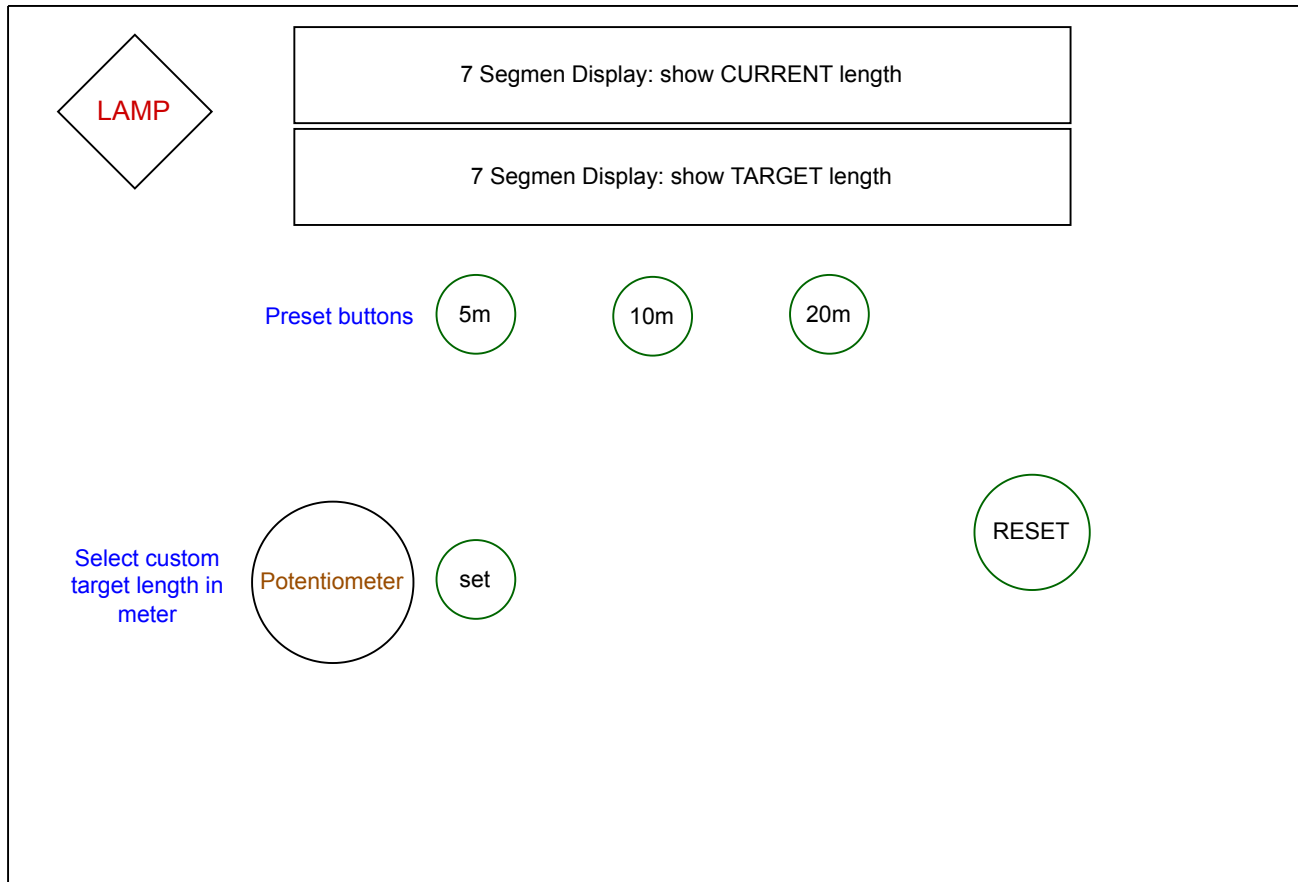 LAMP
7 Segmen Display: show CURRENT length
7 Segmen Display: show TARGET length
Preset buttons
5m
10m
20m
Select custom
target length in
meter
Potentiometer
set
RESET